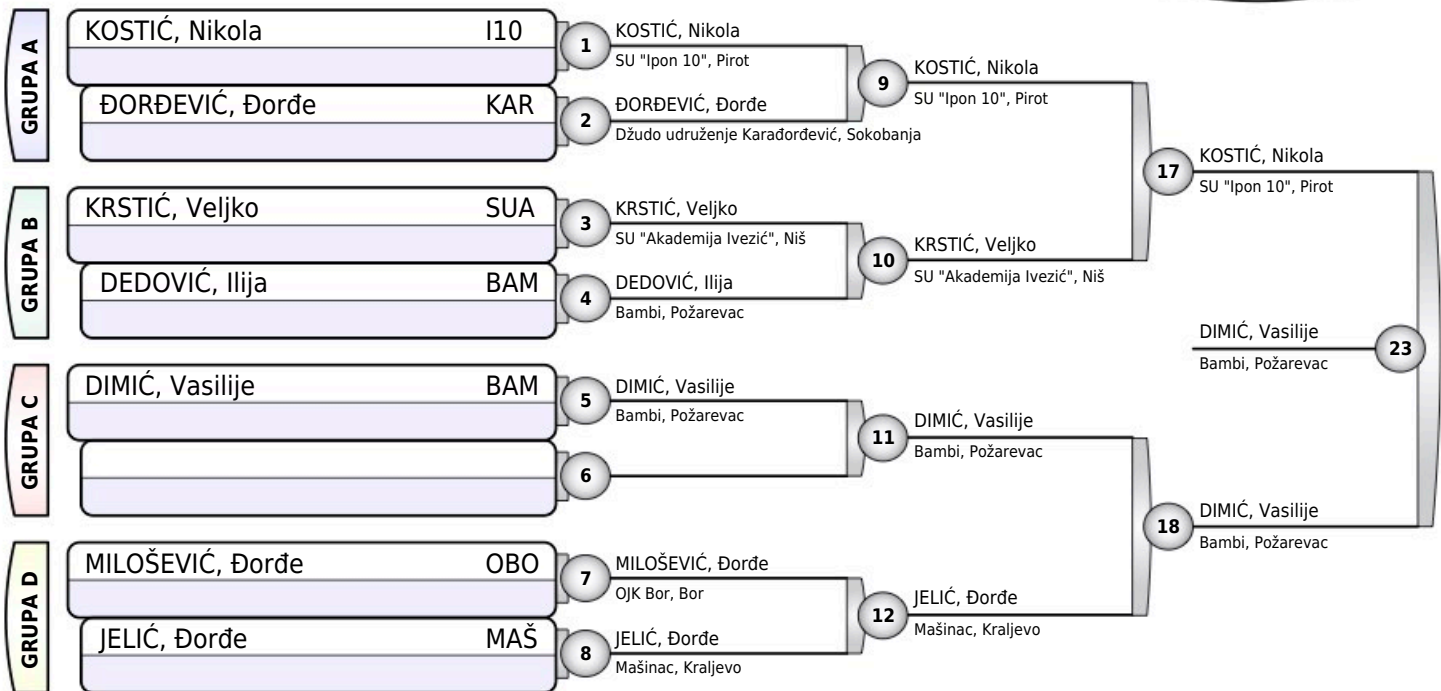 GRUPA A
KOSTIĆ, Nikola I10
ĐORĐEVIĆ, Đorđe KAR
1
KOSTIĆ, Nikola
SU "Ipon 10", Pirot
2
ĐORĐEVIĆ, Đorđe
Džudo udruženje Karađorđević, Sokobanja
9
KOSTIĆ, Nikola
SU "Ipon 10", Pirot
GRUPA B
KRSTIĆ, Veljko SUA
DEDOVIĆ, Ilija BAM
3
KRSTIĆ, Veljko
SU "Akademija Ivezić", Niš
4
DEDOVIĆ, Ilija
Bambi, Požarevac
10
KRSTIĆ, Veljko
SU "Akademija Ivezić", Niš
17
KOSTIĆ, Nikola
SU "Ipon 10", Pirot
GRUPA C
DIMIĆ, Vasilije BAM
5
DIMIĆ, Vasilije
Bambi, Požarevac
6
11
DIMIĆ, Vasilije
Bambi, Požarevac
GRUPA D
MILOŠEVIĆ, Đorđe OBO
JELIĆ, Đorđe MAŠ
7
MILOŠEVIĆ, Đorđe
OJK Bor, Bor
8
JELIĆ, Đorđe
Mašinac, Kraljevo
12
JELIĆ, Đorđe
Mašinac, Kraljevo
18
DIMIĆ, Vasilije
Bambi, Požarevac
DIMIĆ, Vasilije
Bambi, Požarevac
23